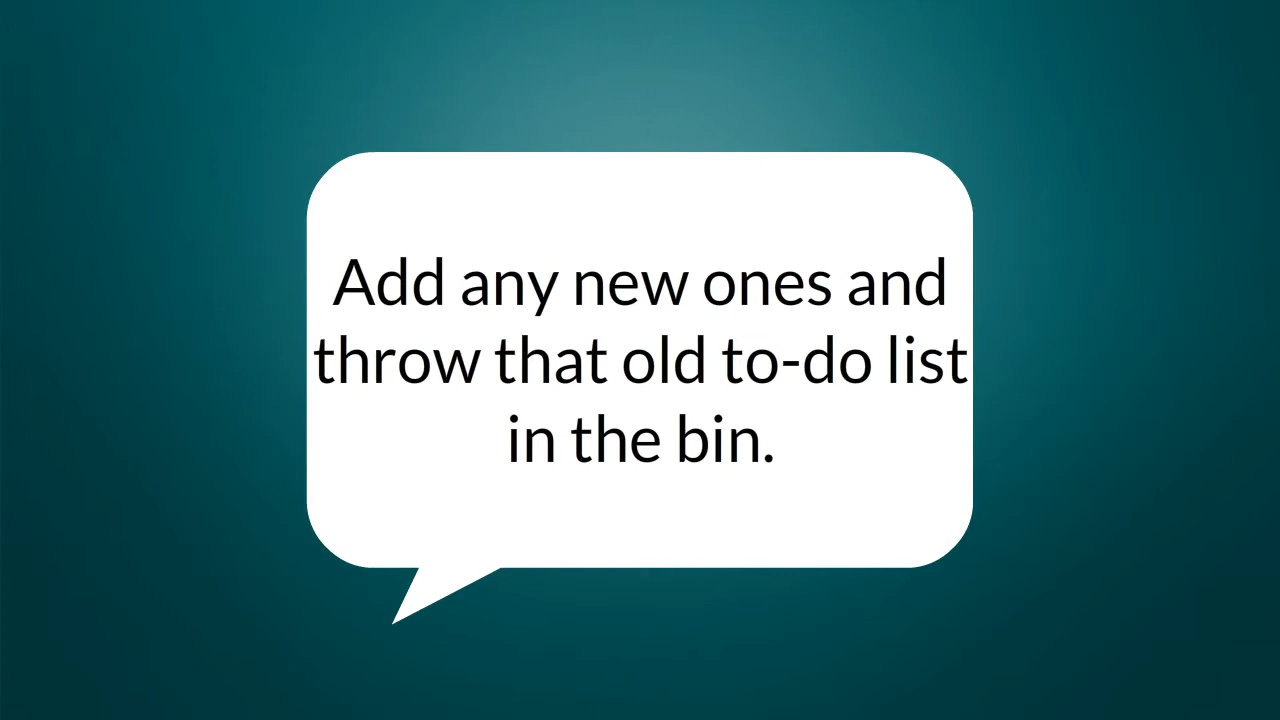 Add any new ones and
throw that old to-do list
in the bin.